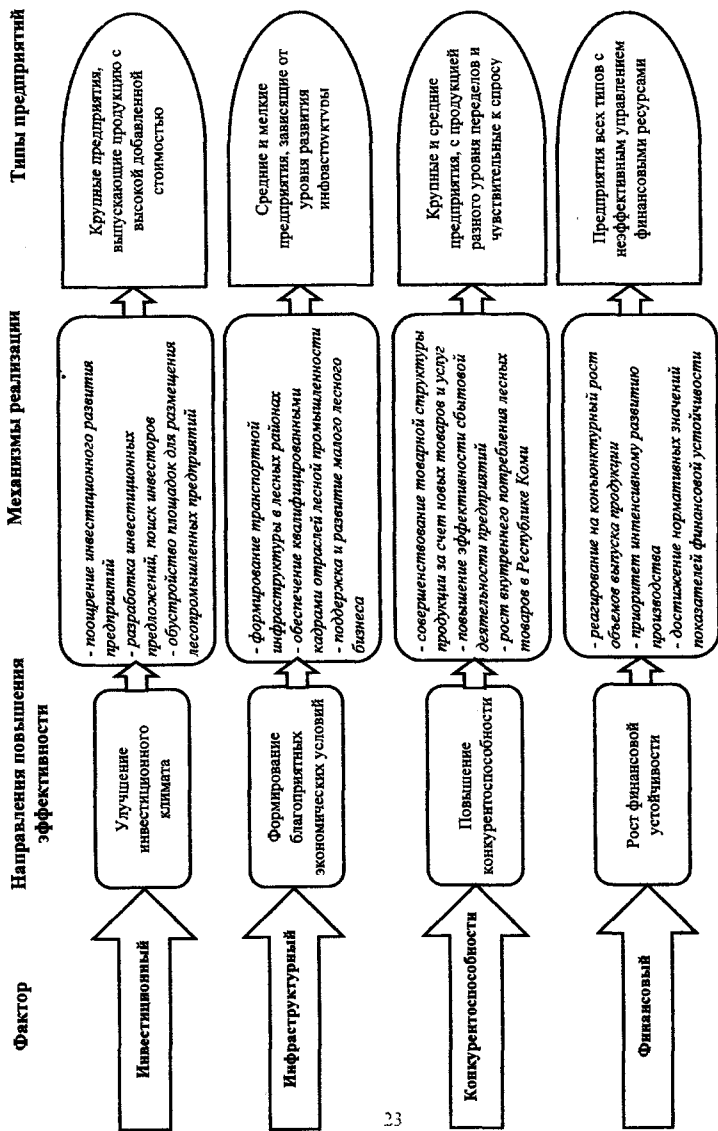 Фактор
Направления повышения
эффективности
Механизмы реализации
Типы предприятий
Инвестиционный
Улучшение
инвестиционного
климата
- поощрение инвестиционного развития
предприятий
- разработка инвестиционных
предложений, поиск инвесторов
- обустройство площадок для размещения
лесопромышленных предприятий
Крупные предприятия,
выпускающие продукцию с
высокой добавленной
стоимостью
Инфраструктурный
Формирование
благоприятных
экономических условий
- формирование транспортной
инфраструктуры в лесных районах
- обеспечение квалифицированными
кадрами отраслей лесной промышленности
- поддержка и развитие малого лесного
бизнеса
Средние и мелкие
предприятия, зависящие от
уровня развития
инфраструктуры
Конкурентоспособности
Повышение
конкурентоспособности
- совершенствование товарной структуры
продукции за счет новых товаров и услуг
- повышение эффективности сбытовой
деятельности предприятий
- рост внутреннего потребления лесных
товаров в Республике Коми
Крупные и средние
предприятия, с продукцией
разного уровня переделов и
чувствительные к спросу
Финансовый
Рост финансовой
устойчивости
- реагирование на конъюнктурный рост
объемов выпуска продукции
- приоритет интенсивному развитию
производства
- достижение нормативных значений
показателей финансовой устойчивости
Предприятия всех типов с
неэффективным управлением
финансовыми ресурсами
23